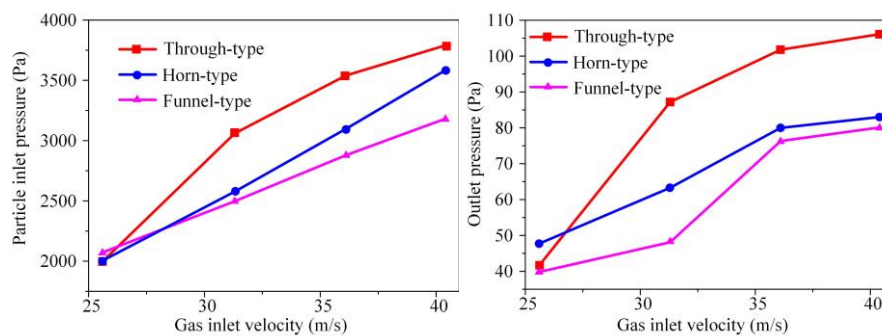 4000
3500
3000
2500
2000
Particle inlet pressure (Pa)
Through-type
Horn-type
Funnel-type
25
30
35
40
Gas inlet velocity (m/s)
110
100
90
80
70
60
50
40
Outlet pressure (Pa)
Through-type
Horn-type
Funnel-type
25
30
35
40
Gas inlet velocity (m/s)